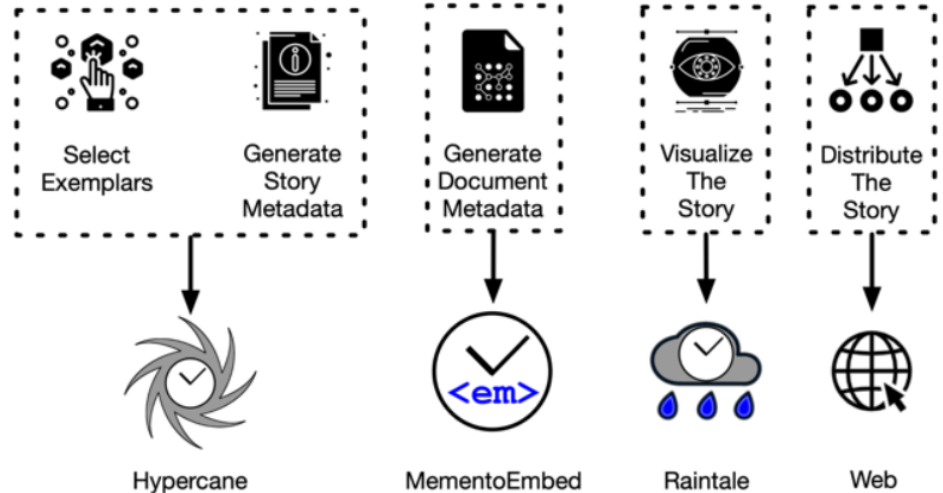 Select
Exemplars
Generate
Story
Metadata
Generate
Document
Metadata
Visualize
The
Story
Distribute
The
Story
<em>
Hypercane
MementoEmbed
Raintale
Web